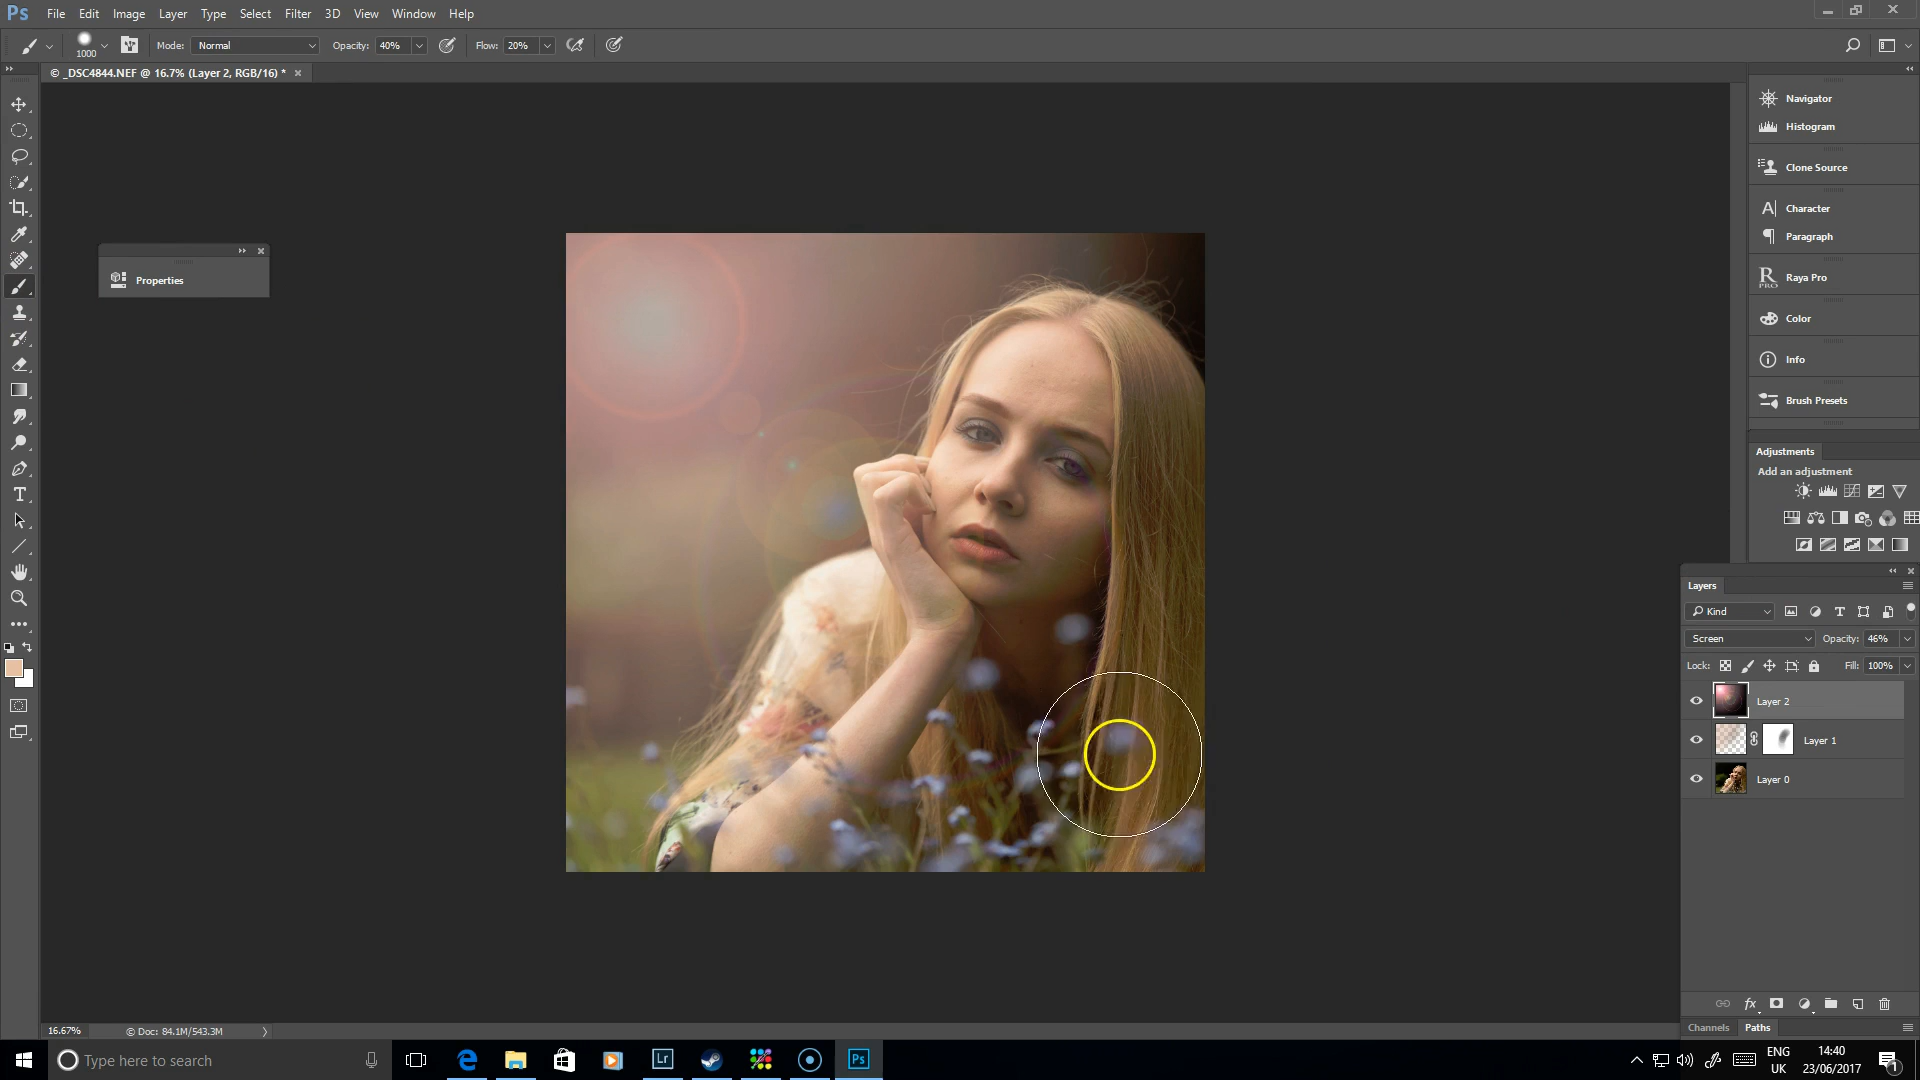 Ps File Edit Image Layer Type Select Filter 3D View Window Help
1000 Mode: Normal Opacity: 40% Flow: 20%
© _DSC4844.NEF @ 16.7% (Layer 2, RGB/16) *
Navigator
Histogram
Clone Source
Character
Paragraph
Raya Pro
Color
Info
Brush Presets
Properties
Adjustments
Add an adjustment
Layers
Kind
Screen Opacity: 46%
Lock: Fill: 100%
Layer 2
Layer 1
Layer 0
fx
Channels Paths
16.67% © Doc: 84.1M/543.3M
Type here to search Lr Ps
ENG
UK
14:40
23/06/2017
1